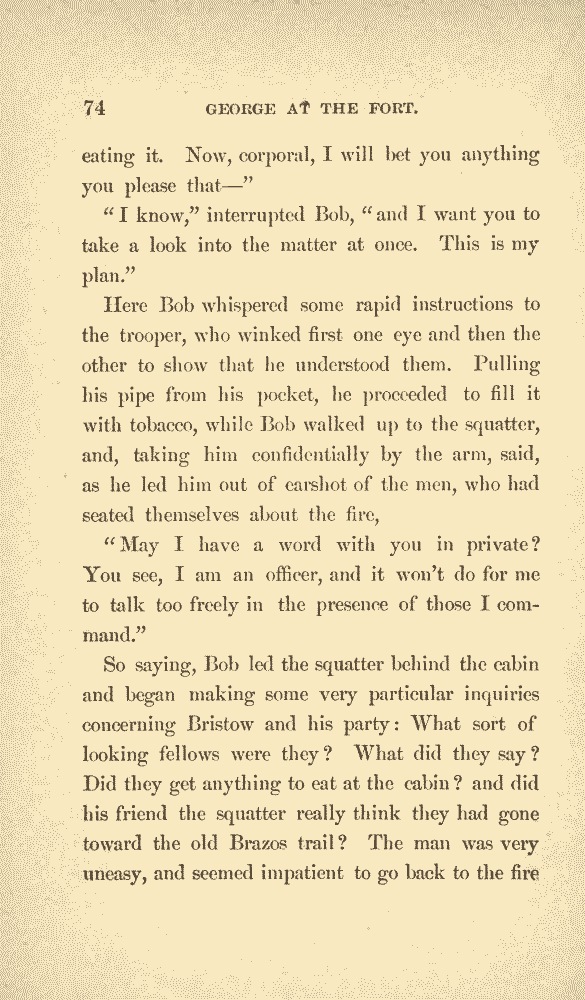 74 GEORGE AT THE FORT.
eating it. Now, corporal, I will bet you anything
you please that—”
“I know,” interrupted Bob, “and I want you to
take a look into the matter at once. This is my
plan.”
Here Bob whispered some rapid instructions to
the trooper, who winked first one eye and then the
other to show that he understood them. Pulling
his pipe from his pocket, he proceeded to fill it
with tobacco, while Bob walked up to the squatter,
and, taking him confidentially by the arm, said,
as he led him out of earshot of the men, who had
seated themselves about the fire,
“May I have a word with you in private?
You see, I am an officer, and it won’t do for me
to talk too freely in the presence of those I com-
mand.”
So saying, Bob led the squatter behind the cabin
and began making some very particular inquiries
concerning Bristow and his party: What sort of
looking fellows were they? What did they say?
Did they get anything to eat at the cabin? and did
his friend the squatter really think they had gone
toward the old Brazos trail? The man was very
uneasy, and seemed impatient to go back to the fire